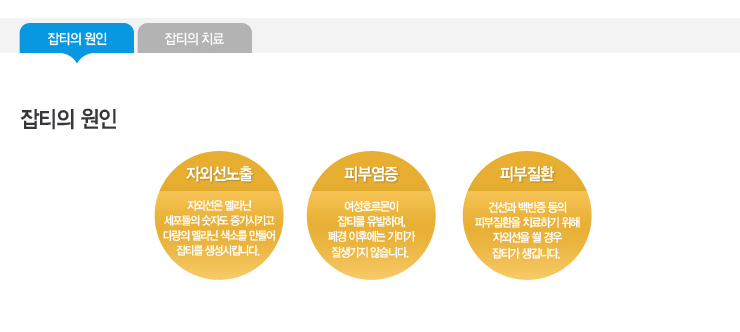 잡티의 원인
잡티의 치료
잡티의 원인
자외선노출
자외선은 멜라닌
세포들의 숫자도 증가시키고
다량의 멜라닌 색소를 만들어
잡티를 생성시킵니다.
피부염증
여성호르몬이
잡티를 유발하며,
폐경 이후에는 기미가
잘생기지 않습니다.
피부질환
건선과 백반증 등의
피부질환을 치료하기 위해
자외선을 쬘 경우
잡티가 생깁니다.